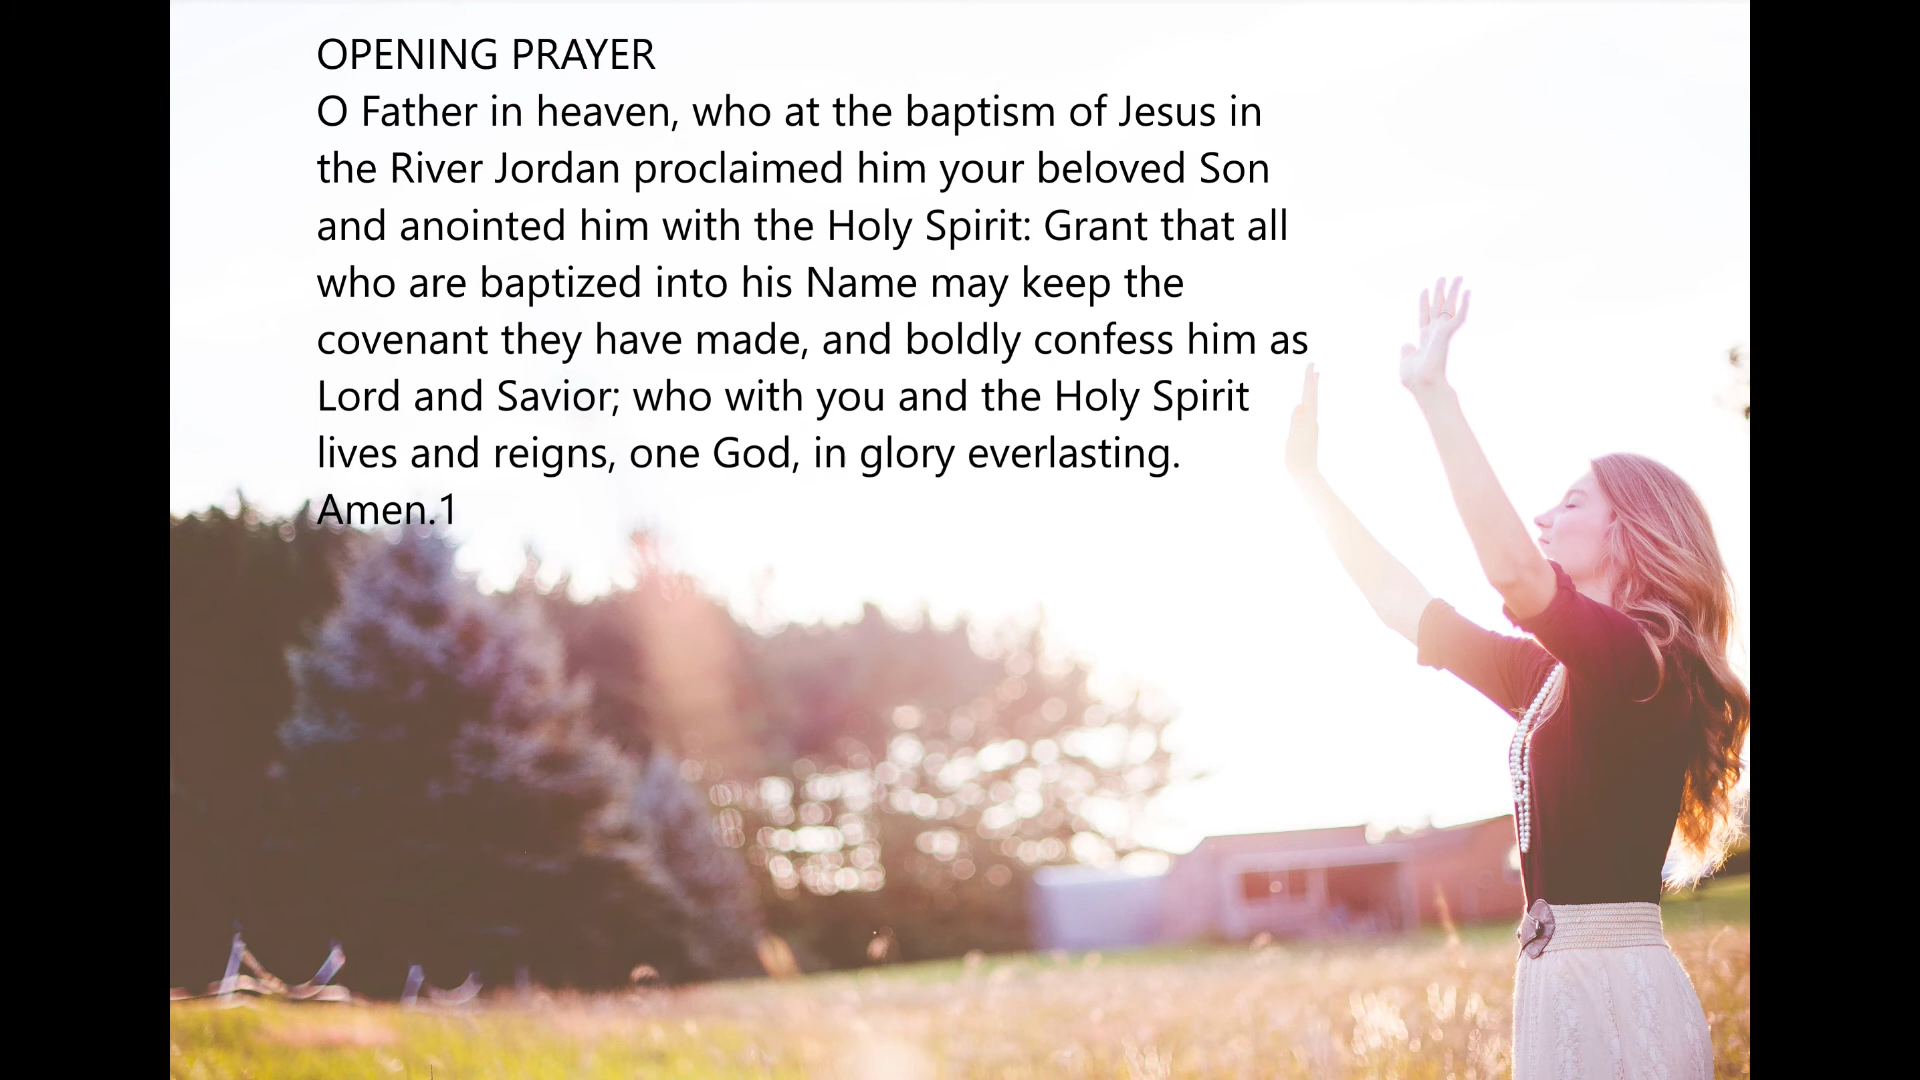 OPENING PRAYER
O Father in heaven, who at the baptism of Jesus in
the River Jordan proclaimed him your beloved Son
and anointed him with the Holy Spirit: Grant that all
who are baptized into his Name may keep the
covenant they have made, and boldly confess him as
Lord and Savior; who with you and the Holy Spirit
lives and reigns, one God, in glory everlasting.
Amen.1